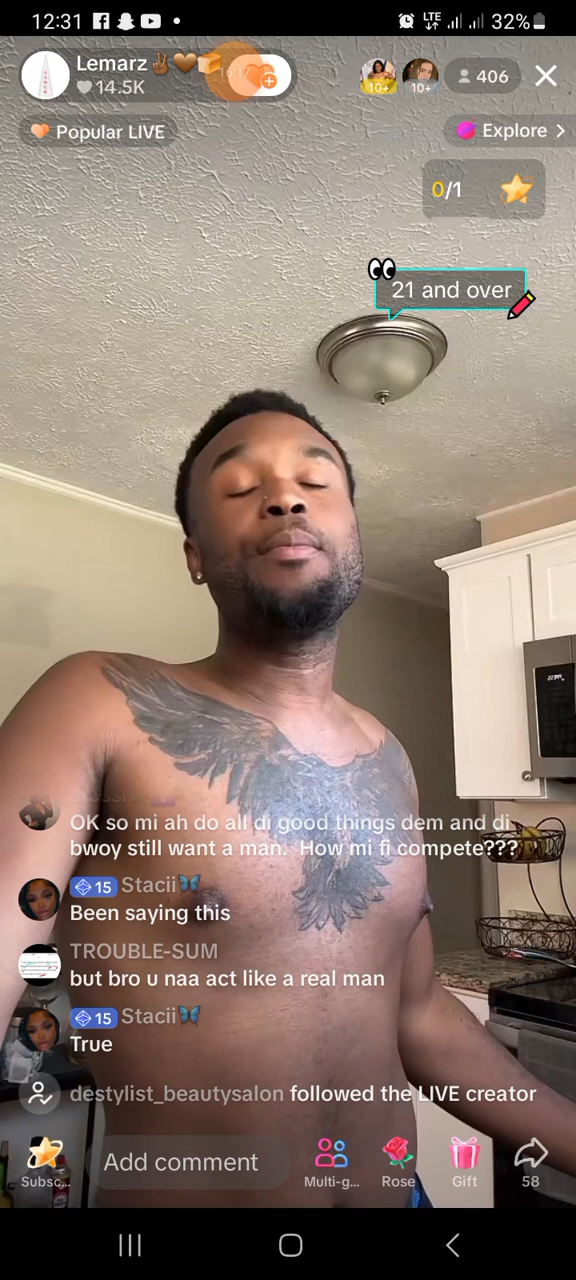 12:31
LTE
32%
Lemarz
14.5K
10+
10+
406
Popular LIVE
Explore
0/1
21 and over
OK so mi ah do all di good things dem and di
bwoy still want a man. How mi fi compete???
15 Stacii
Been saying this
TROUBLE-SUM
but bro u naa act like a real man
15 Stacii
True
destylist_beautysalon followed the LIVE creator
Add comment
Subsc...
Multi-g...
Rose
Gift
58